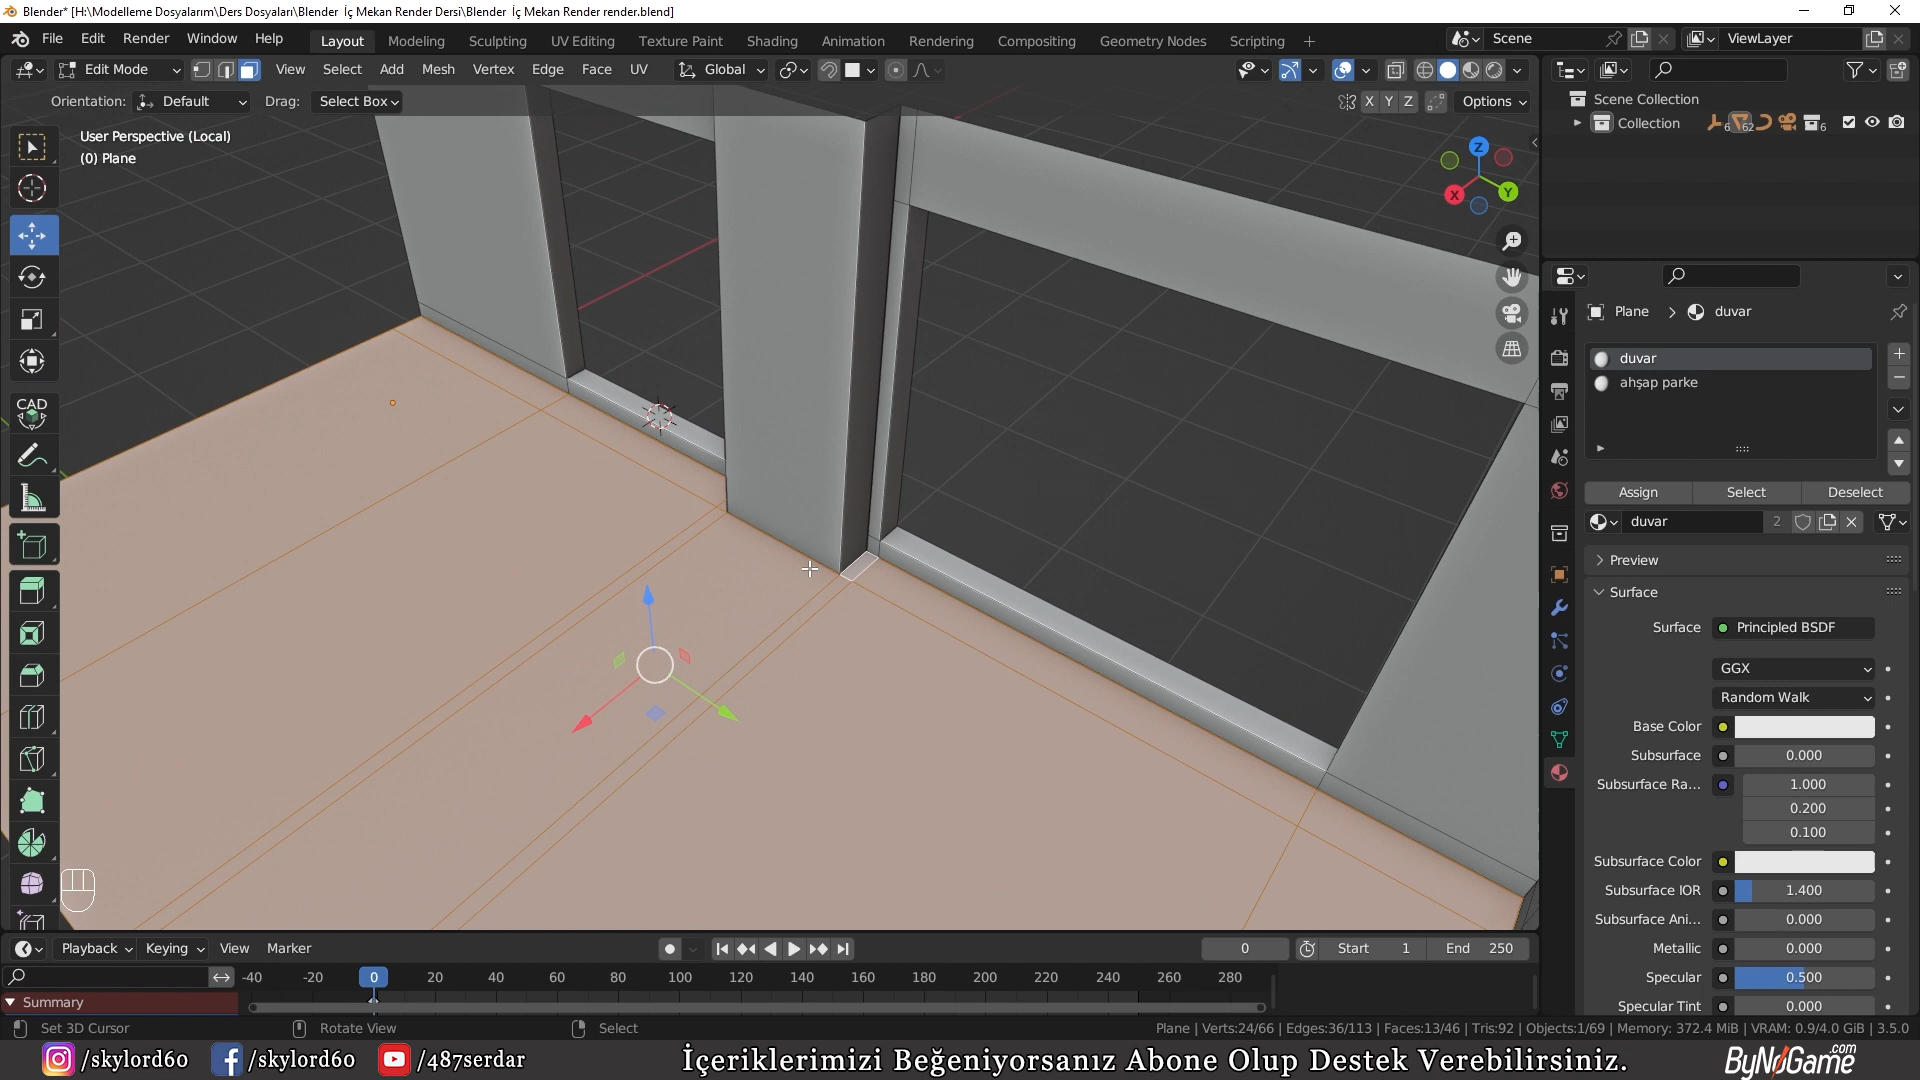 Blender* [H:\Modelleme Dosyalarım\Ders Dosyaları\Blender  İç Mekan Render Dersi\Blender  İç Mekan Render render.blend]
File Edit Render Window Help
Layout Modeling Sculpting UV Editing Texture Paint Shading Animation Rendering Compositing Geometry Nodes Scripting +
Scene
ViewLayer
Edit Mode View Select Add Mesh Vertex Edge Face UV Global
Orientation: Default Drag: Select Box
X Y Z Options
User Perspective (Local)
(0) Plane
CAD
Z
X
Y
Scene Collection
Collection 6 62 6
Plane > duvar
duvar
ahşap parke
Assign Select Deselect
duvar 2
Preview
Surface
Surface Principled BSDF
GGX
Random Walk
Base Color
Subsurface 0.000
Subsurface Ra... 1.000
0.200
0.100
Subsurface Color
Subsurface IOR 1.400
Subsurface Ani... 0.000
Metallic 0.000
Specular 0.500
Specular Tint 0.000
Playback Keying View Marker
0 Start 1 End 250
-40 -20 0 20 40 60 80 100 120 140 160 180 200 220 240 260 280
Summary
Set 3D Cursor Rotate View Select
Plane | Verts:24/66 | Edges:36/113 | Faces:13/46 | Tris:92 | Objects:1/69 | Memory: 372.4 MiB | VRAM: 0.9/4.0 GiB | 3.5.0
/skylord60 /skylord60 /487serdar İçeriklerimizi Beğeniyorsanız Abone Olup Destek Verebilirsiniz. ByNoGame.com